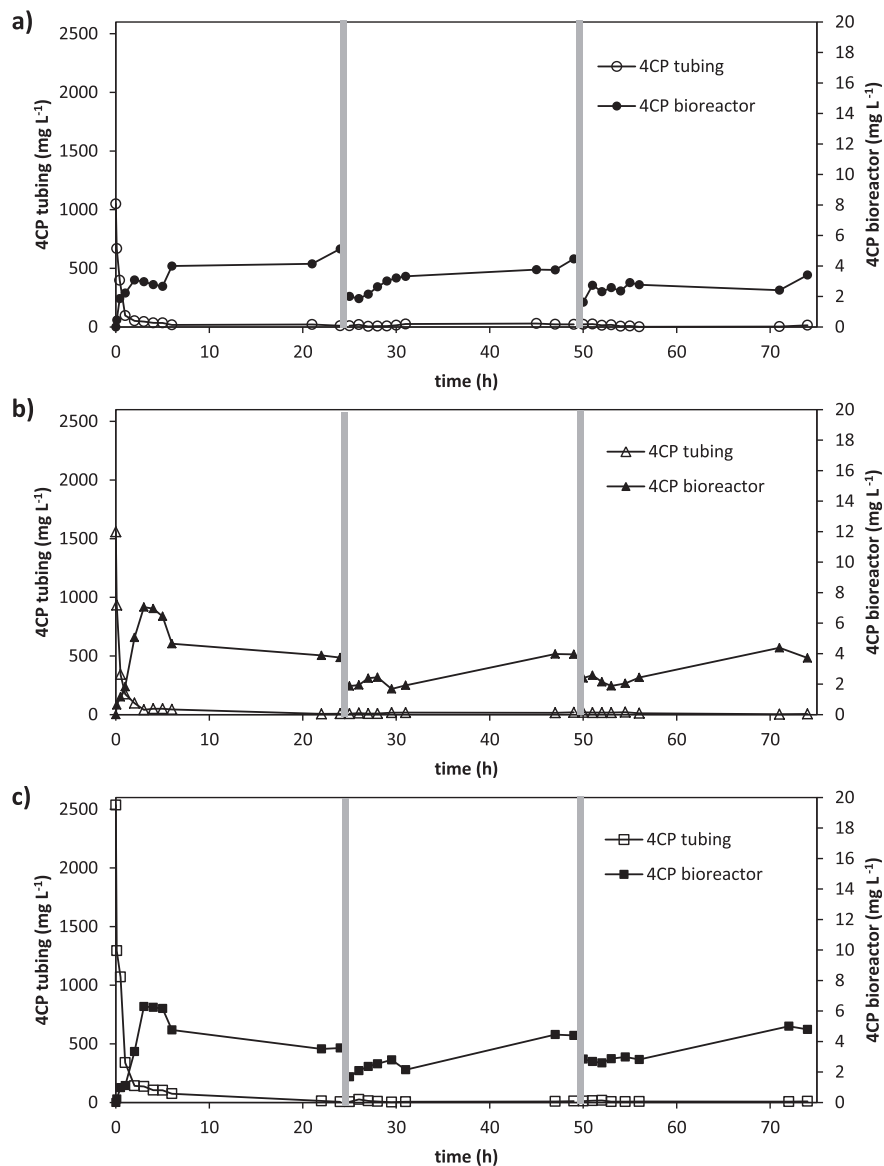 a)
4CP tubing (mg L⁻¹)
2500
2000
1500
1000
500
0
20
18
16
14
12
10
8
6
4
2
0
4CP bioreactor (mg L⁻¹)
4CP tubing
4CP bioreactor
0 10 20 30 40 50 60 70
time (h)
b)
4CP tubing (mg L⁻¹)
2500
2000
1500
1000
500
0
20
18
16
14
12
10
8
6
4
2
0
4CP bioreactor (mg L⁻¹)
4CP tubing
4CP bioreactor
0 10 20 30 40 50 60 70
time (h)
c)
4CP tubing (mg L⁻¹)
2500
2000
1500
1000
500
0
20
18
16
14
12
10
8
6
4
2
0
4CP bioreactor (mg L⁻¹)
4CP tubing
4CP bioreactor
0 10 20 30 40 50 60 70
time (h)